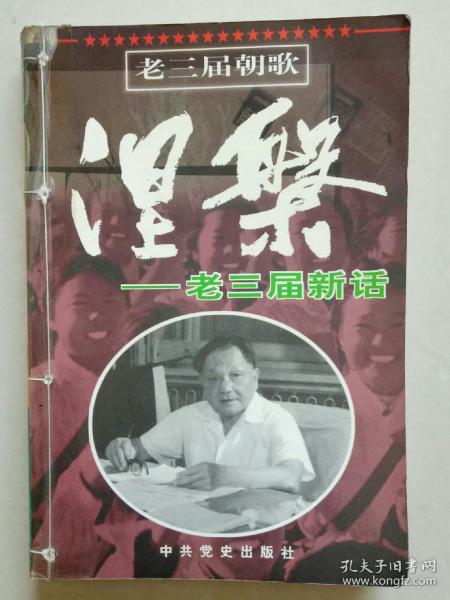 老三届朝歌
涅槃
——老三届新话
中共党史出版社
孔夫子旧书网
www.kongfz.com